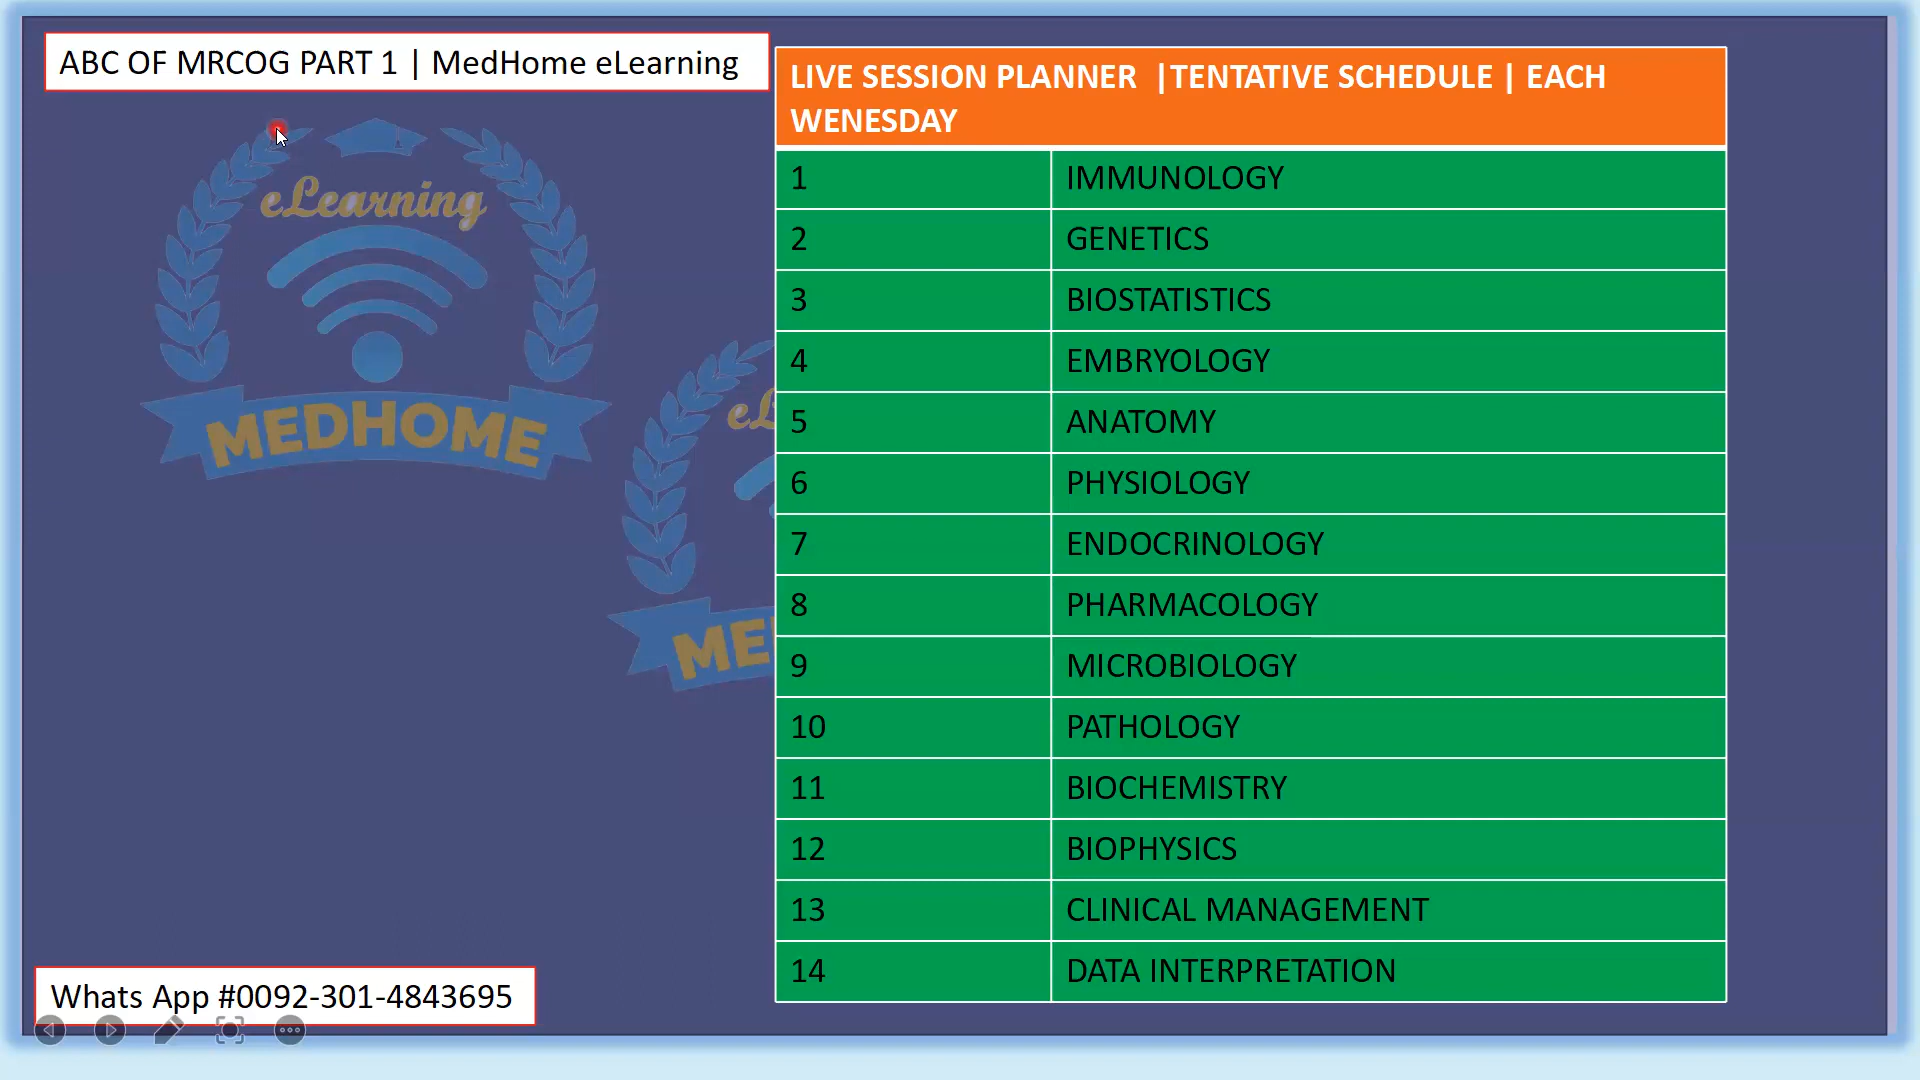 ABC OF MRCOG PART 1 | MedHome eLearning
eLearning
MEDHOME
eL
ME
Whats App #0092-301-4843695
LIVE SESSION PLANNER |TENTATIVE SCHEDULE | EACH
WENESDAY
1 IMMUNOLOGY
2 GENETICS
3 BIOSTATISTICS
4 EMBRYOLOGY
5 ANATOMY
6 PHYSIOLOGY
7 ENDOCRINOLOGY
8 PHARMACOLOGY
9 MICROBIOLOGY
10 PATHOLOGY
11 BIOCHEMISTRY
12 BIOPHYSICS
13 CLINICAL MANAGEMENT
14 DATA INTERPRETATION